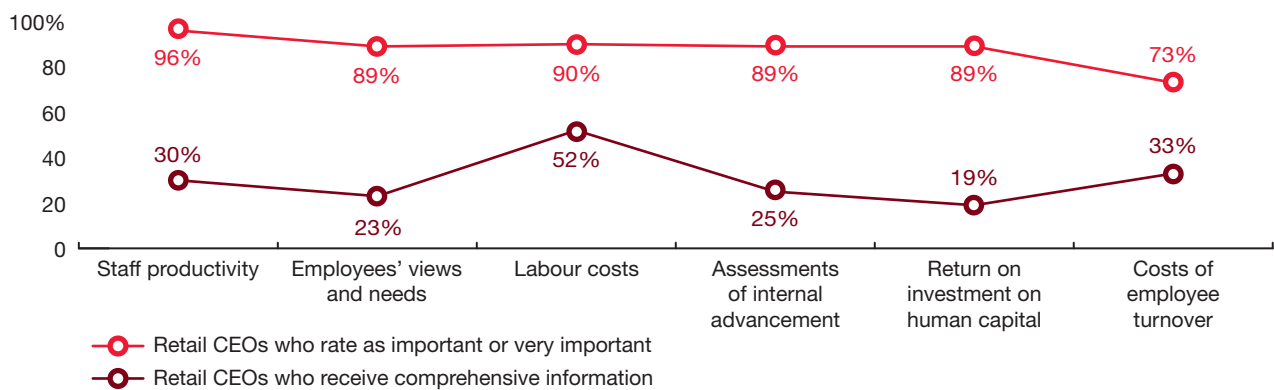 100%
80
60
40
20
0
96%
89%
90%
89%
89%
73%
30%
23%
52%
25%
19%
33%
Staff productivity
Employees’ views
and needs
Labour costs
Assessments
of internal
advancement
Return on
investment on
human capital
Costs of
employee
turnover
Retail CEOs who rate as important or very important
Retail CEOs who receive comprehensive information